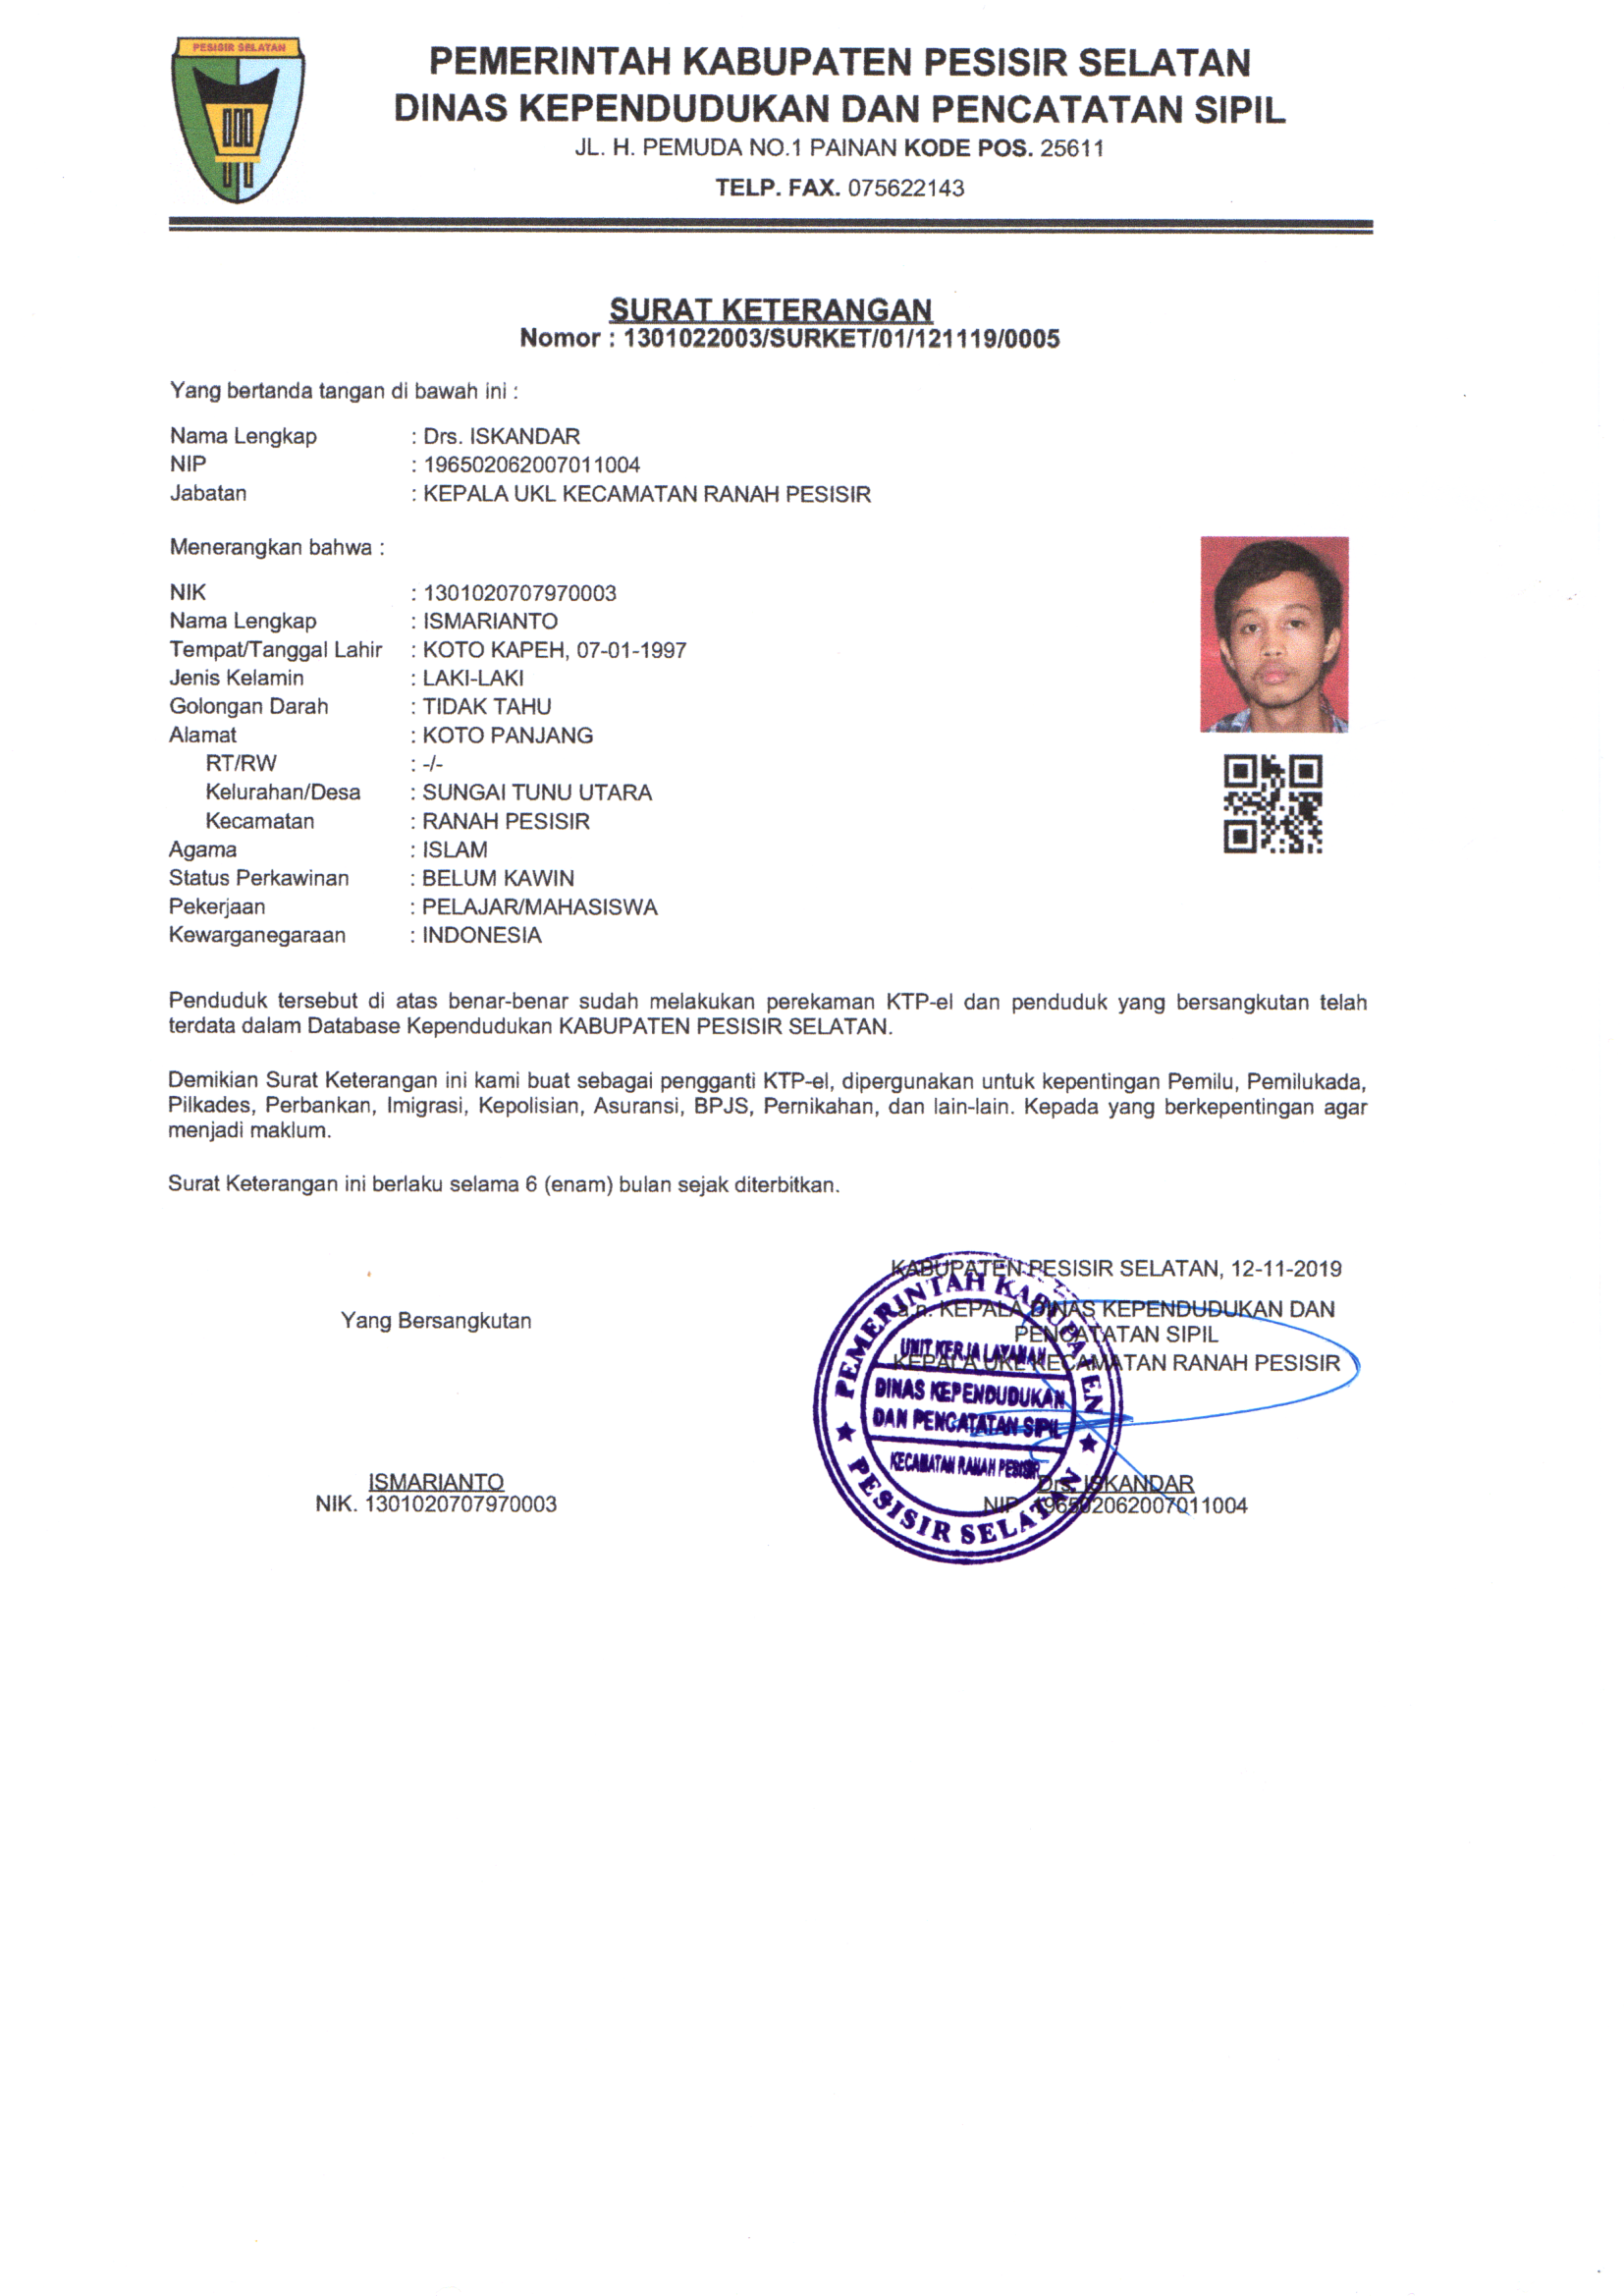 PESISIR SELATAN
PEMERINTAH KABUPATEN PESISIR SELATAN
DINAS KEPENDUDUKAN DAN PENCATATAN SIPIL
JL. H. PEMUDA NO.1 PAINAN KODE POS. 25611
TELP. FAX. 075622143
SURAT KETERANGAN
Nomor : 1301022003/SURKET/01/121119/0005
Yang bertanda tangan di bawah ini :
Nama Lengkap : Drs. ISKANDAR
NIP : 196502062007011004
Jabatan : KEPALA UKL KECAMATAN RANAH PESISIR
Menerangkan bahwa :
NIK : 1301020707970003
Nama Lengkap : ISMARIANTO
Tempat/Tanggal Lahir : KOTO KAPEH, 07-01-1997
Jenis Kelamin : LAKI-LAKI
Golongan Darah : TIDAK TAHU
Alamat : KOTO PANJANG
RT/RW : -/-
Kelurahan/Desa : SUNGAI TUNU UTARA
Kecamatan : RANAH PESISIR
Agama : ISLAM
Status Perkawinan : BELUM KAWIN
Pekerjaan : PELAJAR/MAHASISWA
Kewarganegaraan : INDONESIA
Penduduk tersebut di atas benar-benar sudah melakukan perekaman KTP-el dan penduduk yang bersangkutan telah
terdata dalam Database Kependudukan KABUPATEN PESISIR SELATAN.
Demikian Surat Keterangan ini kami buat sebagai pengganti KTP-el, dipergunakan untuk kepentingan Pemilu, Pemilukada,
Pilkades, Perbankan, Imigrasi, Kepolisian, Asuransi, BPJS, Pernikahan, dan lain-lain. Kepada yang berkepentingan agar
menjadi maklum.
Surat Keterangan ini berlaku selama 6 (enam) bulan sejak diterbitkan.
Yang Bersangkutan
ISMARIANTO
NIK. 1301020707970003
KABUPATEN PESISIR SELATAN, 12-11-2019
a.n. KEPALA DINAS KEPENDUDUKAN DAN
PENCATATAN SIPIL
KEPALA UKL KECAMATAN RANAH PESISIR
Drs. ISKANDAR
NIP. 196502062007011004
PEMERINTAH KABUPATEN
UNIT KERJA LAYANAN
DINAS KEPENDUDUKAN
DAN PENCATATAN SIPIL
KECAMATAN RANAH PESISIR
PESISIR SELATAN